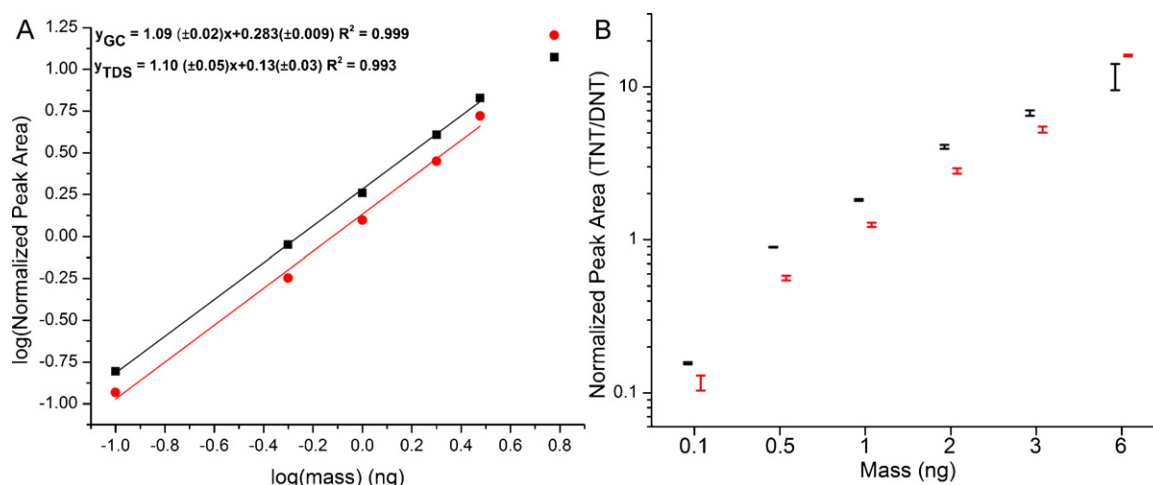 A
y_GC = 1.09 (±0.02)x+0.283(±0.009) R² = 0.999
y_TDS = 1.10 (±0.05)x+0.13(±0.03) R² = 0.993
log(Normalized Peak Area)
1.25
1.00
0.75
0.50
0.25
0.00
-0.25
-0.50
-0.75
-1.00
-1.0 -0.8 -0.6 -0.4 -0.2 0.0 0.2 0.4 0.6 0.8
log(mass) (ng)
B
Normalized Peak Area (TNT/DNT)
10
1
0.1
0.1 0.5 1 2 3 6
Mass (ng)